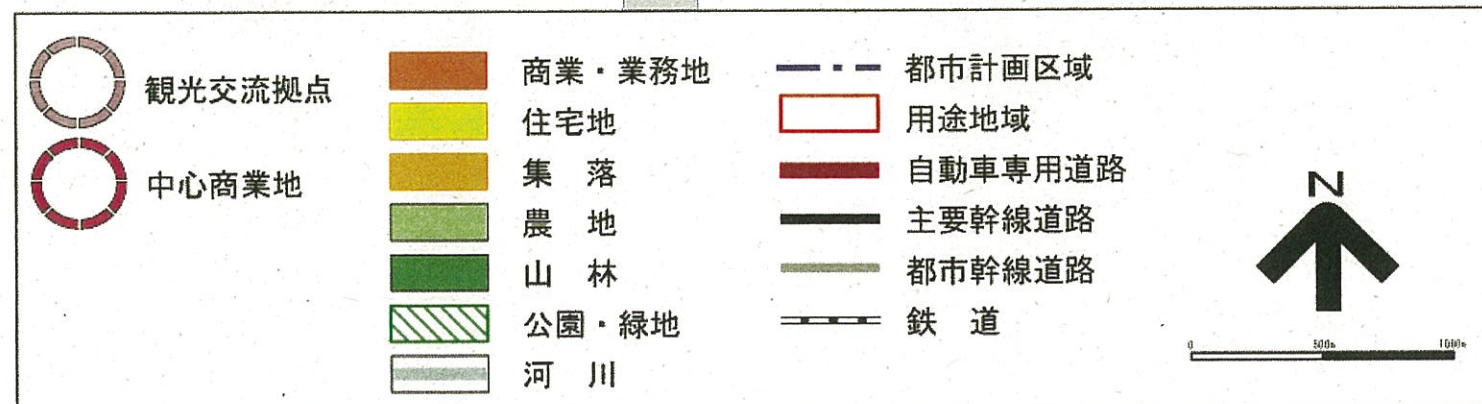 観光交流拠点
中心商業地
商業・業務地
住宅地
集　落
農　地
山　林
公園・緑地
河　川
都市計画区域
用途地域
自動車専用道路
主要幹線道路
都市幹線道路
鉄　道
N
0 500m 1000m